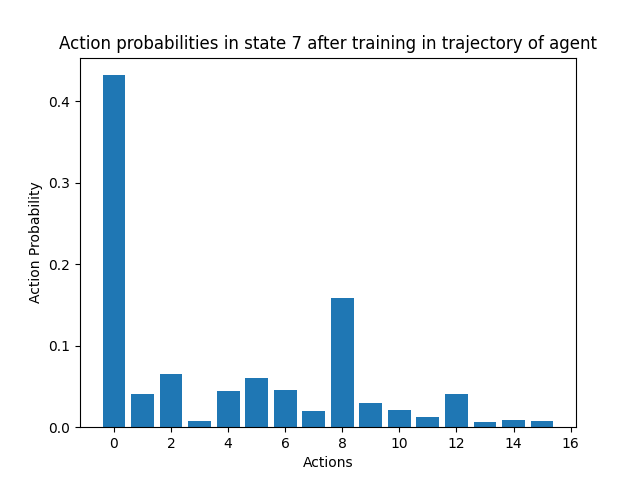 Action probabilities in state 7 after training in trajectory of agent
Action Probability
0.4
0.3
0.2
0.1
0.0
0 2 4 6 8 10 12 14 16
Actions